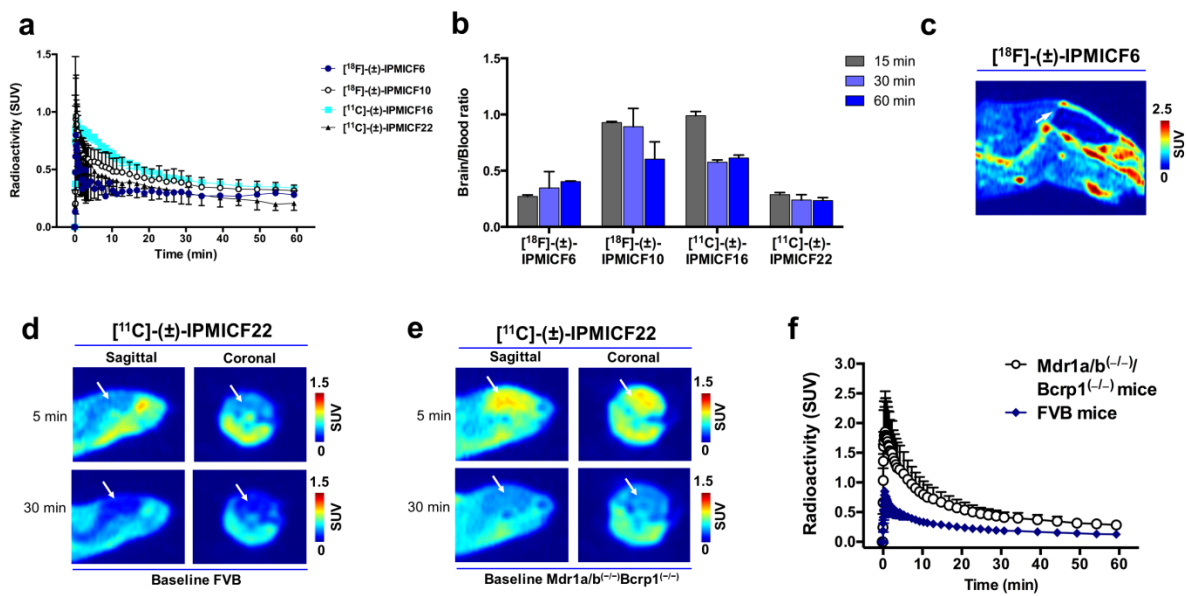 a
Radioactivity (SUV)
1.5
1.0
0.5
0.0
0 10 20 30 40 50 60
Time (min)
[¹⁸F]-(±)-IPMICF6
[¹⁸F]-(±)-IPMICF10
[¹¹C]-(±)-IPMICF16
[¹¹C]-(±)-IPMICF22
b
Brain/Blood ratio
1.5
1.0
0.5
0.0
[¹⁸F]-(±)-
IPMICF6
[¹⁸F]-(±)-
IPMICF10
[¹¹C]-(±)-
IPMICF16
[¹¹C]-(±)-
IPMICF22
15 min
30 min
60 min
c
[¹⁸F]-(±)-IPMICF6
2.5
SUV
0
d
[¹¹C]-(±)-IPMICF22
Sagittal Coronal
5 min
1.5
SUV
0
30 min
1.5
SUV
0
Baseline FVB
e
[¹¹C]-(±)-IPMICF22
Sagittal Coronal
5 min
1.5
SUV
0
30 min
1.5
SUV
0
Baseline Mdr1a/b⁽⁻/⁻⁾Bcrp1⁽⁻/⁻⁾
f
Radioactivity (SUV)
3.0
2.5
2.0
1.5
1.0
0.5
0.0
0 10 20 30 40 50 60
Time (min)
Mdr1a/b⁽⁻/⁻⁾/
Bcrp1⁽⁻/⁻⁾ mice
FVB mice